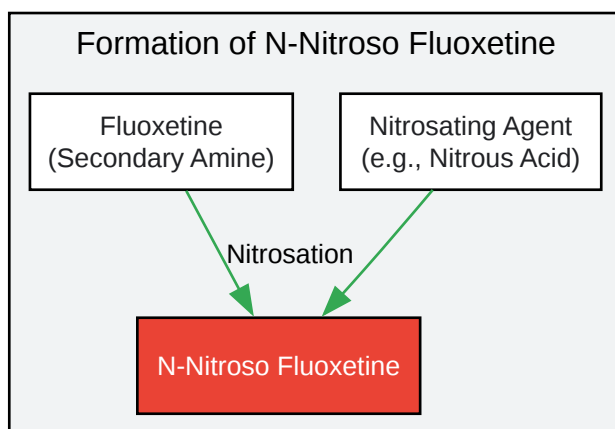 Formation of N-Nitroso Fluoxetine
Fluoxetine
(Secondary Amine)
Nitrosating Agent
(e.g., Nitrous Acid)
Nitrosation
N-Nitroso Fluoxetine